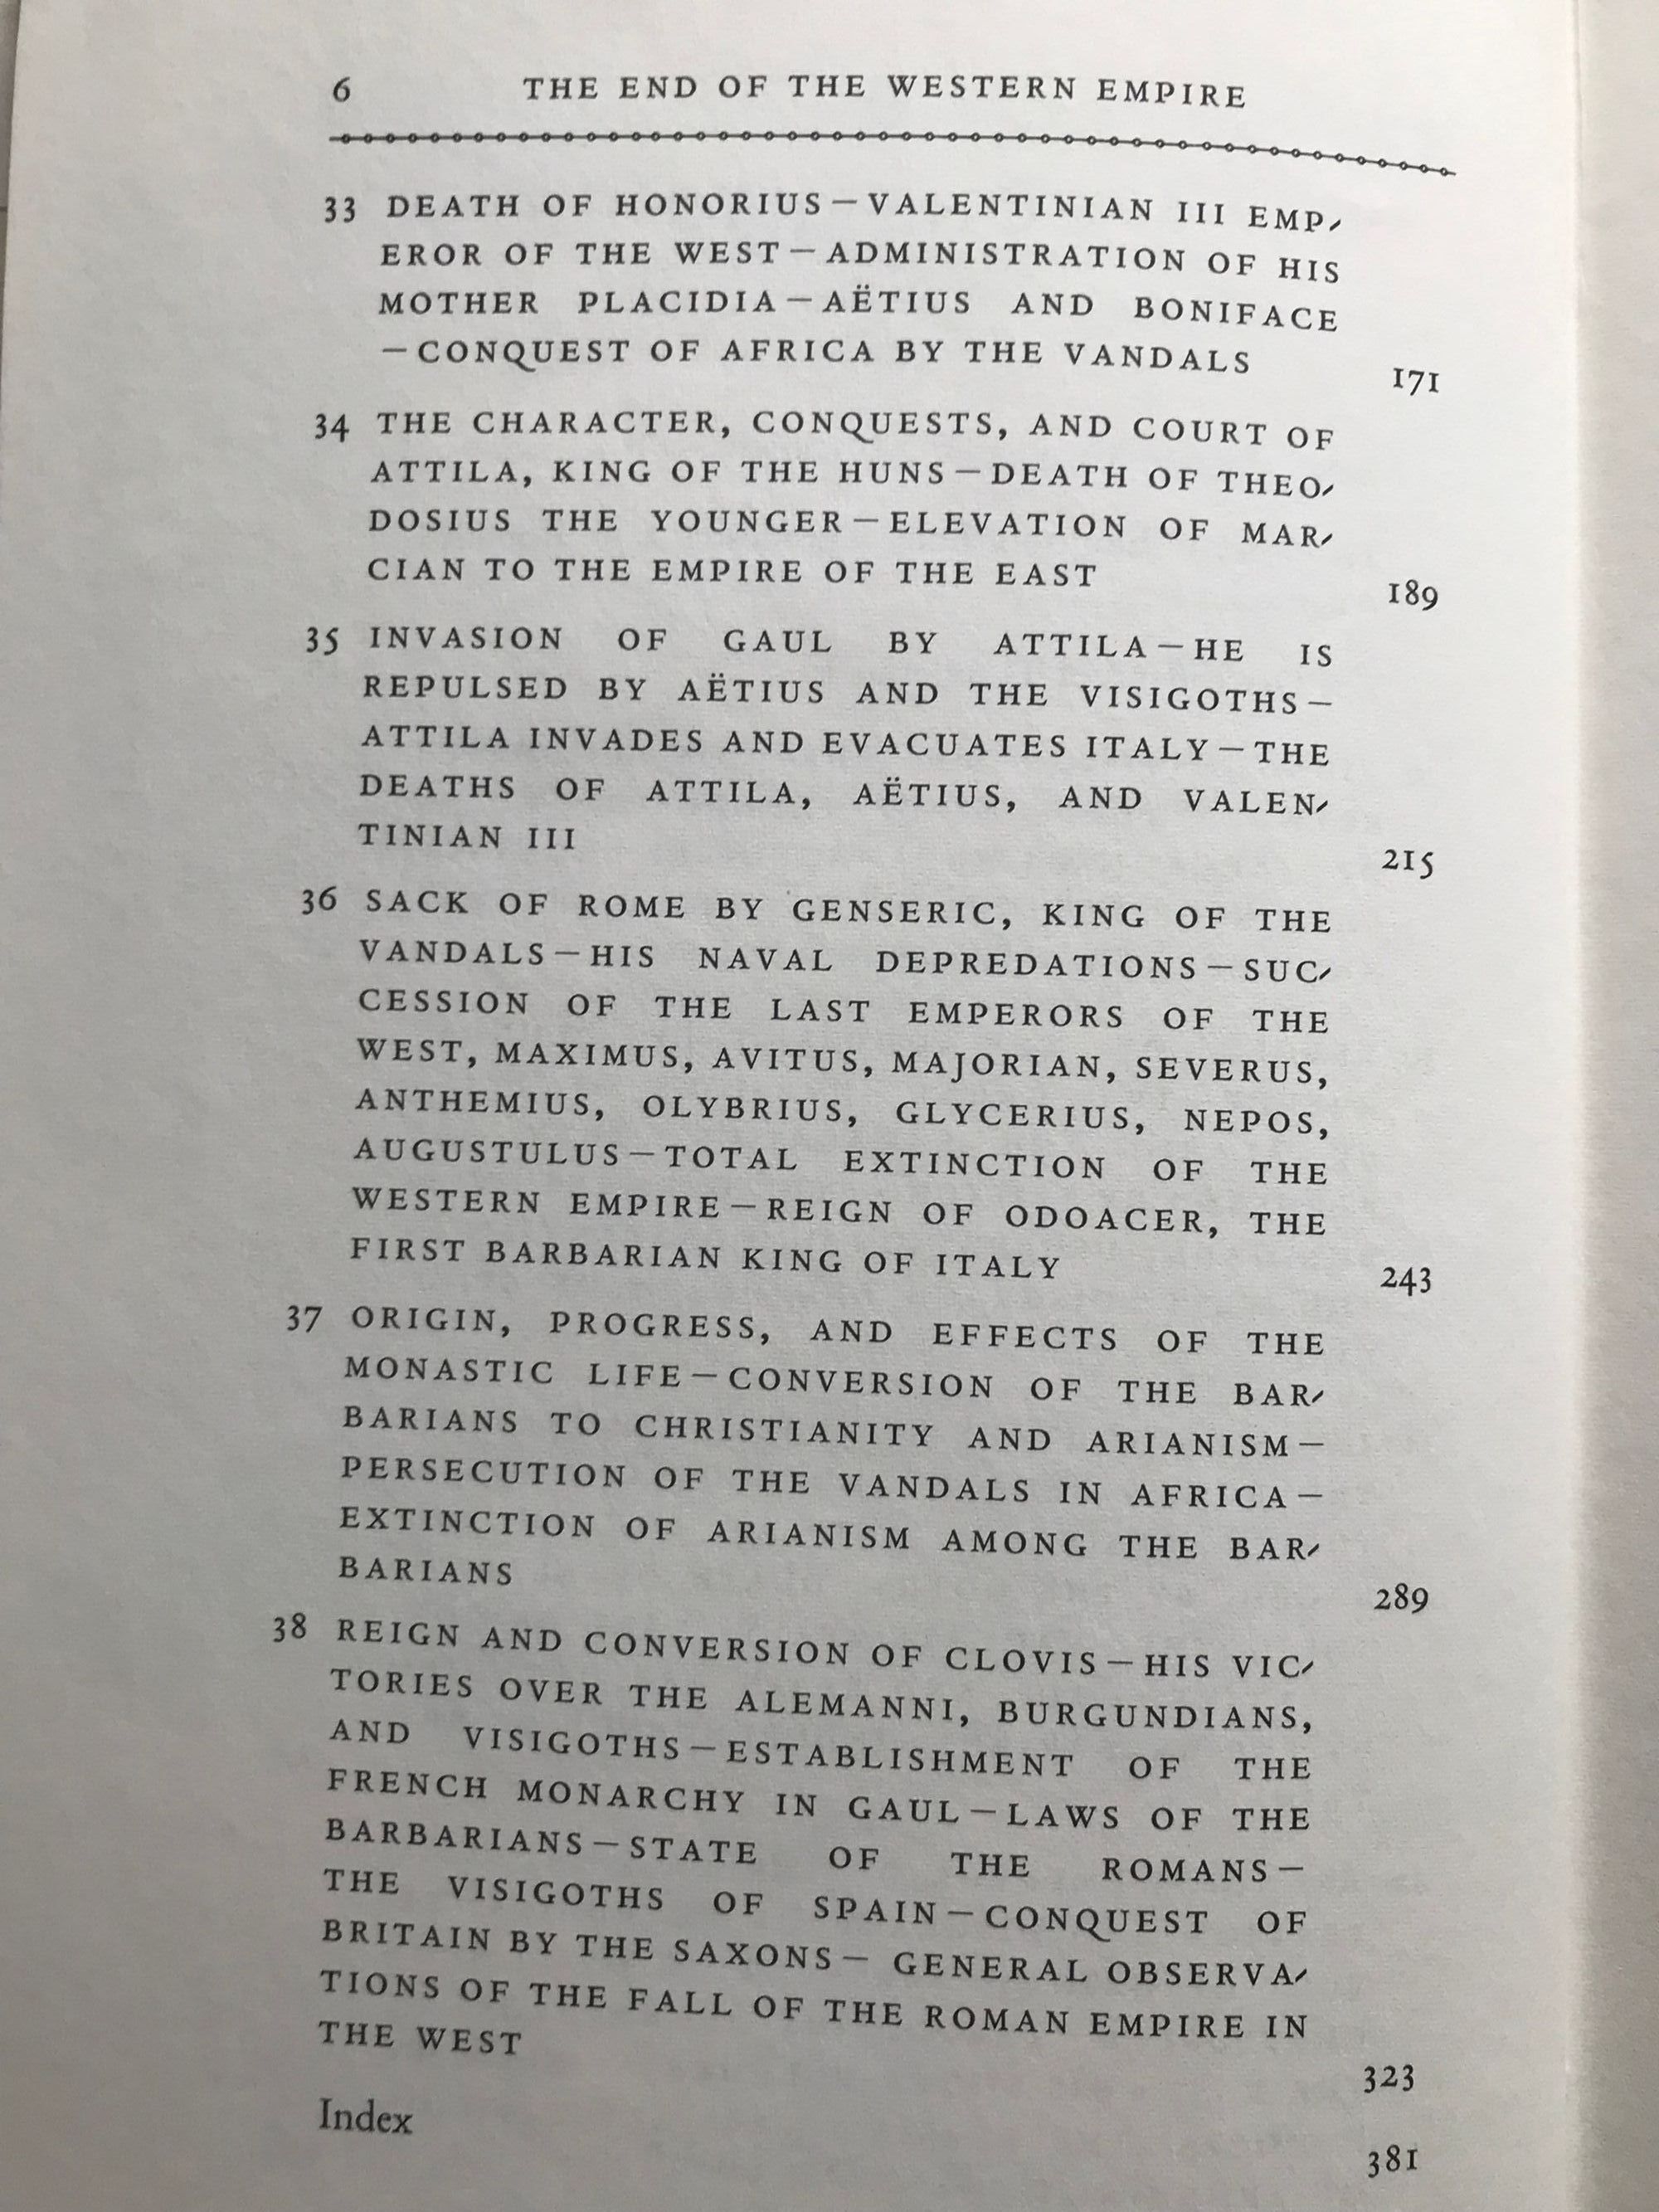 6 THE END OF THE WESTERN EMPIRE
33 DEATH OF HONORIUS—VALENTINIAN III EMP-
EROR OF THE WEST—ADMINISTRATION OF HIS
MOTHER PLACIDIA—AËTIUS AND BONIFACE
—CONQUEST OF AFRICA BY THE VANDALS 171
34 THE CHARACTER, CONQUESTS, AND COURT OF
ATTILA, KING OF THE HUNS—DEATH OF THEO-
DOSIUS THE YOUNGER—ELEVATION OF MAR-
CIAN TO THE EMPIRE OF THE EAST 189
35 INVASION OF GAUL BY ATTILA—HE IS
REPULSED BY AËTIUS AND THE VISIGOTHS—
ATTILA INVADES AND EVACUATES ITALY—THE
DEATHS OF ATTILA, AËTIUS, AND VALEN-
TINIAN III 215
36 SACK OF ROME BY GENSERIC, KING OF THE
VANDALS—HIS NAVAL DEPREDATIONS—SUC-
CESSION OF THE LAST EMPERORS OF THE
WEST, MAXIMUS, AVITUS, MAJORIAN, SEVERUS,
ANTHEMIUS, OLYBRIUS, GLYCERIUS, NEPOS,
AUGUSTULUS—TOTAL EXTINCTION OF THE
WESTERN EMPIRE—REIGN OF ODOACER, THE
FIRST BARBARIAN KING OF ITALY 243
37 ORIGIN, PROGRESS, AND EFFECTS OF THE
MONASTIC LIFE—CONVERSION OF THE BAR-
BARIANS TO CHRISTIANITY AND ARIANISM—
PERSECUTION OF THE VANDALS IN AFRICA—
EXTINCTION OF ARIANISM AMONG THE BAR-
BARIANS 289
38 REIGN AND CONVERSION OF CLOVIS—HIS VIC-
TORIES OVER THE ALEMANNI, BURGUNDIANS,
AND VISIGOTHS—ESTABLISHMENT OF THE
FRENCH MONARCHY IN GAUL—LAWS OF THE
BARBARIANS—STATE OF THE ROMANS—
THE VISIGOTHS OF SPAIN—CONQUEST OF
BRITAIN BY THE SAXONS— GENERAL OBSERVA-
TIONS OF THE FALL OF THE ROMAN EMPIRE IN
THE WEST 323
Index 381